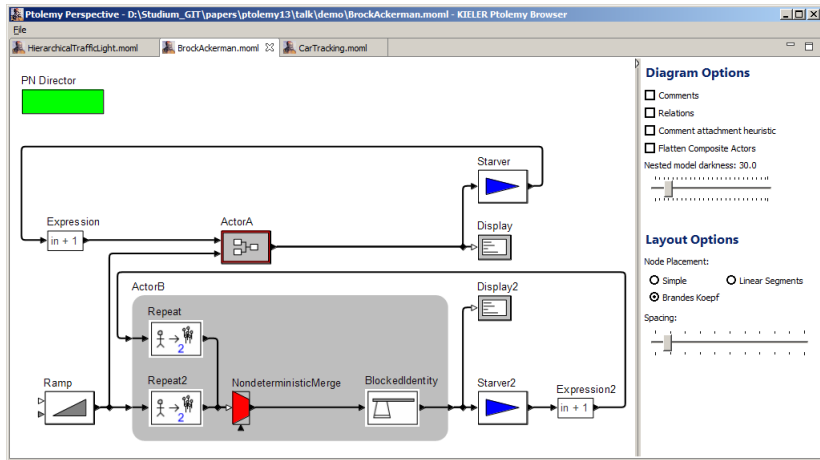 Ptolemy Perspective - D:\Studium_GIT\papers\ptolemy13\talk\demo\BrockAckerman.moml - KIELER Ptolemy Browser
File
HierarchicalTrafficLight.moml
BrockAckerman.moml
CarTracking.moml
PN Director
Starver
Expression
in + 1
ActorA
Display
ActorB
Display2
Repeat
2
Ramp
Repeat2
2
NondeterministicMerge
BlockedIdentity
Starver2
Expression2
in + 1
Diagram Options
Comments
Relations
Comment attachment heuristic
Flatten Composite Actors
Nested model darkness: 30.0
Layout Options
Node Placement:
Simple
Linear Segments
Brandes Koepf
Spacing: